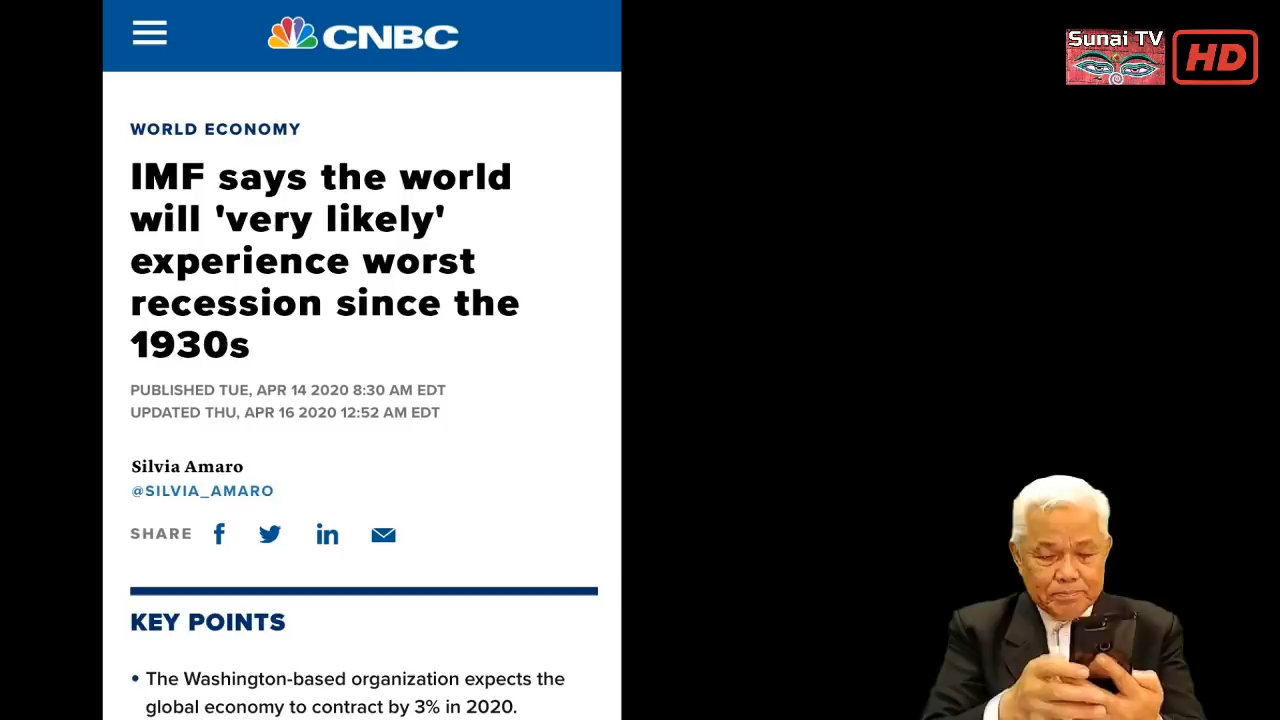 CNBC
Sunai TV
HD
WORLD ECONOMY
IMF says the world
will 'very likely'
experience worst
recession since the
1930s
PUBLISHED TUE, APR 14 2020 8:30 AM EDT
UPDATED THU, APR 16 2020 12:52 AM EDT
Silvia Amaro
@SILVIA_AMARO
SHARE
KEY POINTS
• The Washington-based organization expects the
global economy to contract by 3% in 2020.